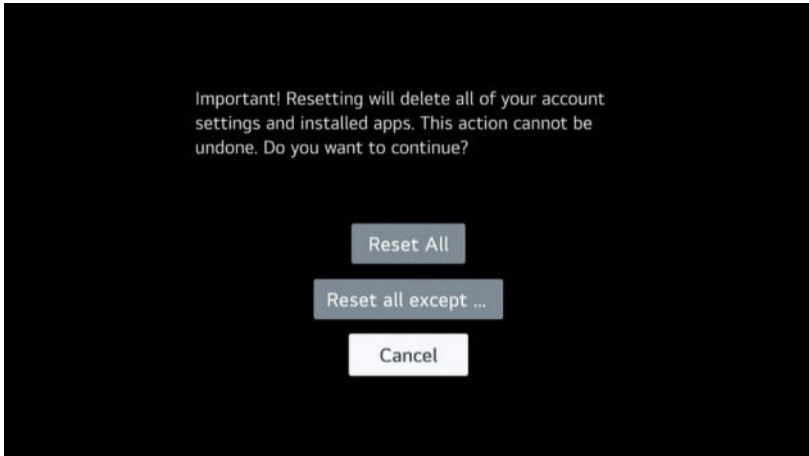 Important! Resetting will delete all of your account
settings and installed apps. This action cannot be
undone. Do you want to continue?
Reset All
Reset all except ...
Cancel